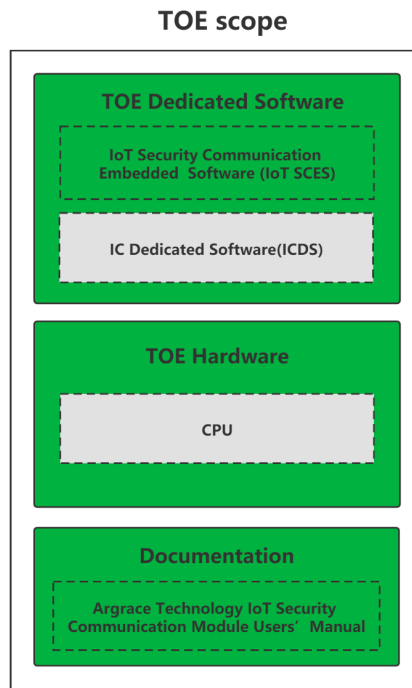 TOE scope
TOE Dedicated Software
IoT Security Communication
Embedded Software (IoT SCES)
IC Dedicated Software(ICDS)
TOE Hardware
CPU
Documentation
Argrace Technology IoT Security
Communication Module Users’ Manual